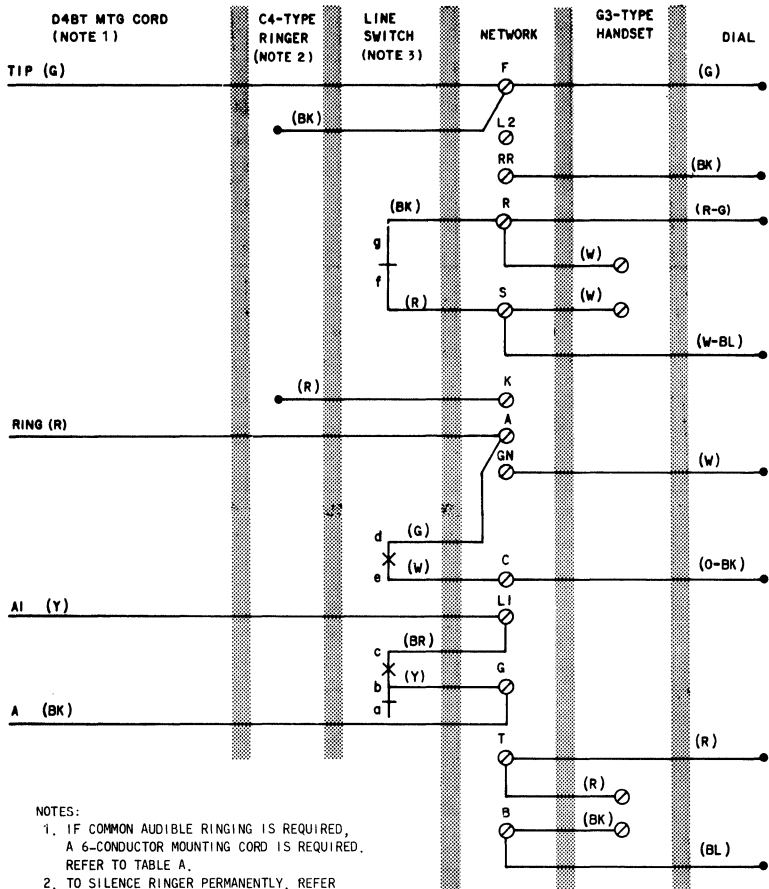 D4BT MTG CORD
(NOTE 1)
C4-TYPE
RINGER
(NOTE 2)
LINE
SWITCH
(NOTE 3)
NETWORK
G3-TYPE
HANDSET
DIAL
TIP (G)
F
(G)
(BK)
L2
RR
(BK)
(BK)
R
(R-G)
g
(W)
f
(R)
S
(W)
(W-BL)
(R)
K
RING (R)
A
GN
(W)
d
(G)
e
(W)
C
(O-BK)
A1 (Y)
L1
c
(BR)
b
(Y)
G
a
A (BK)
T
(R)
(R)
B
(BK)
(BL)
NOTES:
1. IF COMMON AUDIBLE RINGING IS REQUIRED,
A 6-CONDUCTOR MOUNTING CORD IS REQUIRED.
REFER TO TABLE A.
2. TO SILENCE RINGER PERMANENTLY, REFER